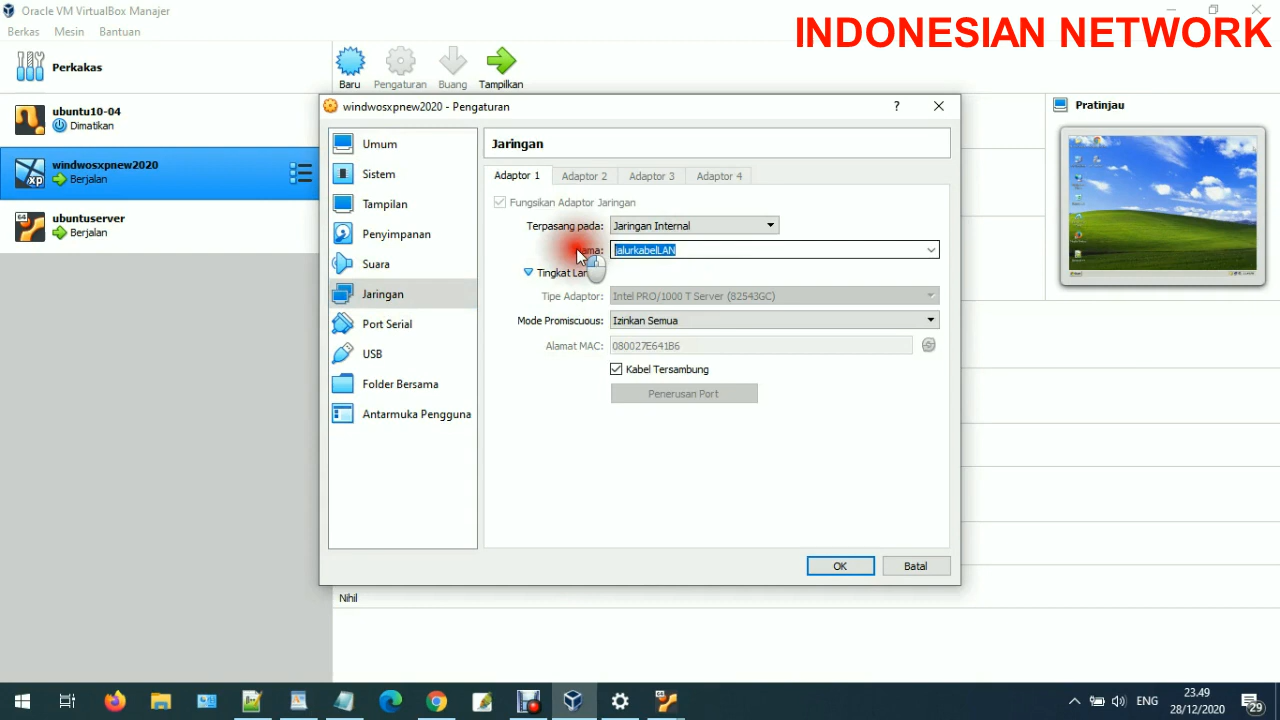 Oracle VM VirtualBox Manajer
INDONESIAN NETWORK
Berkas Mesin Bantuan
Perkakas
Baru Pengaturan Buang Tampilkan
ubuntu10-04
Dimatikan
windwosxpnew2020
Berjalan
ubuntuserver
Berjalan
windwosxpnew2020 - Pengaturan
Umum
Sistem
Tampilan
Penyimpanan
Suara
Jaringan
Port Serial
USB
Folder Bersama
Antarmuka Pengguna
Jaringan
Adaptor 1 Adaptor 2 Adaptor 3 Adaptor 4
Fungsikan Adaptor Jaringan
Terpasang pada: Jaringan Internal
jalurkabelLAN
Tingkat
Tipe Adaptor: Intel PRO/1000 T Server (82543GC)
Mode Promiscuous: Izinkan Semua
Alamat MAC: 080027E641B6
Kabel Tersambung
Penerusan Port
OK Batal
Pratinjau
Nihil
ENG
23.49
28/12/2020
29